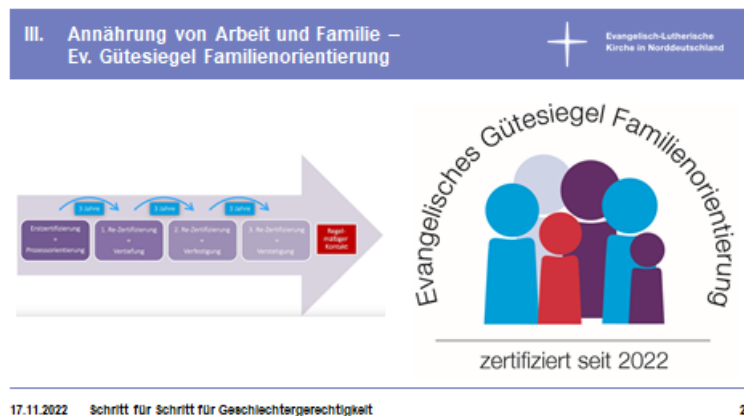 III. Annährung von Arbeit und Familie –
Ev. Gütesiegel Familienorientierung
Evangelisch-Lutherische
Kirche in Norddeutschland
3 Jahre
3 Jahre
3 Jahre
Erstzertifizierung
=
Prozessorientierung
1. Re-Zertifizierung
=
Vertiefung
2. Re-Zertifizierung
=
Verfestigung
3. Re-Zertifizierung
=
Verstetigung
Regel-
mäßiger
Kontakt
Evangelisches Gütesiegel Familienorientierung
zertifiziert seit 2022
17.11.2022 Schritt für Schritt für Geschlechtergerechtigkeit